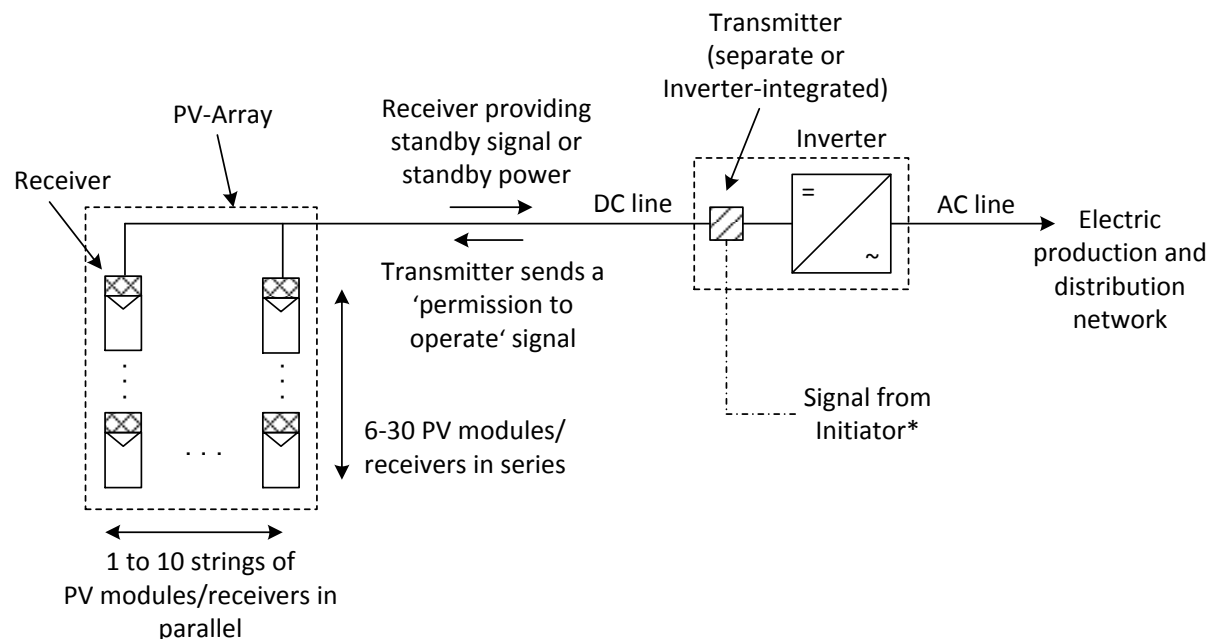 Transmitter
(separate or
Inverter-integrated)
PV-Array
Receiver providing
standby signal or
standby power
Inverter
Receiver
DC line
=
~
AC line
Electric
production and
distribution
network
Transmitter sends a
‘permission to
operate‘ signal
Signal from
Initiator*
6-30 PV modules/
receivers in series
. . .
1 to 10 strings of
PV modules/receivers in
parallel